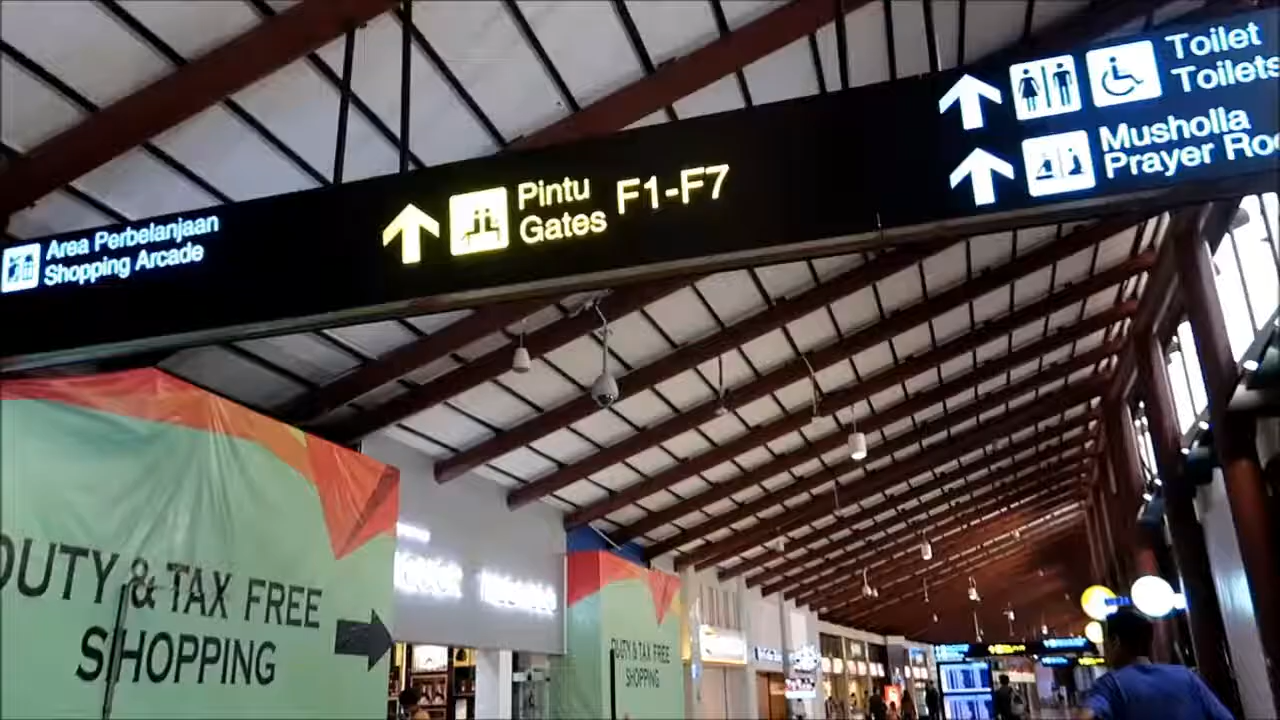 Area Perbelanjaan
Shopping Arcade
Pintu
Gates
F1-F7
Toilet
Toilets
Musholla
Prayer Roo
DUTY & TAX FREE
SHOPPING
DUTY & TAX FREE
SHOPPING